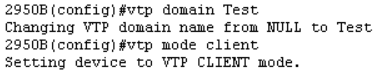 2950B(config)#vtp domain Test
Changing VTP domain name from NULL to Test
2950B(config)#vtp mode client
Setting device to VTP CLIENT mode.